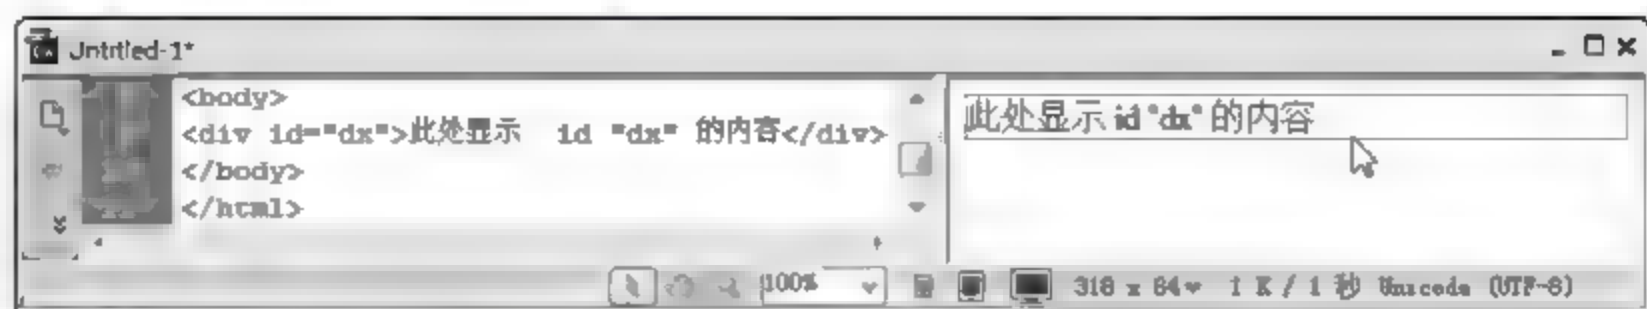 Untitled-1*
<body>
<div id="dx">此处显示 id "dx" 的内容</div>
</body>
</html>
此处显示 id "dx" 的内容
100% 318 x 84 1 K / 1 秒 Unicode (UTF-8)